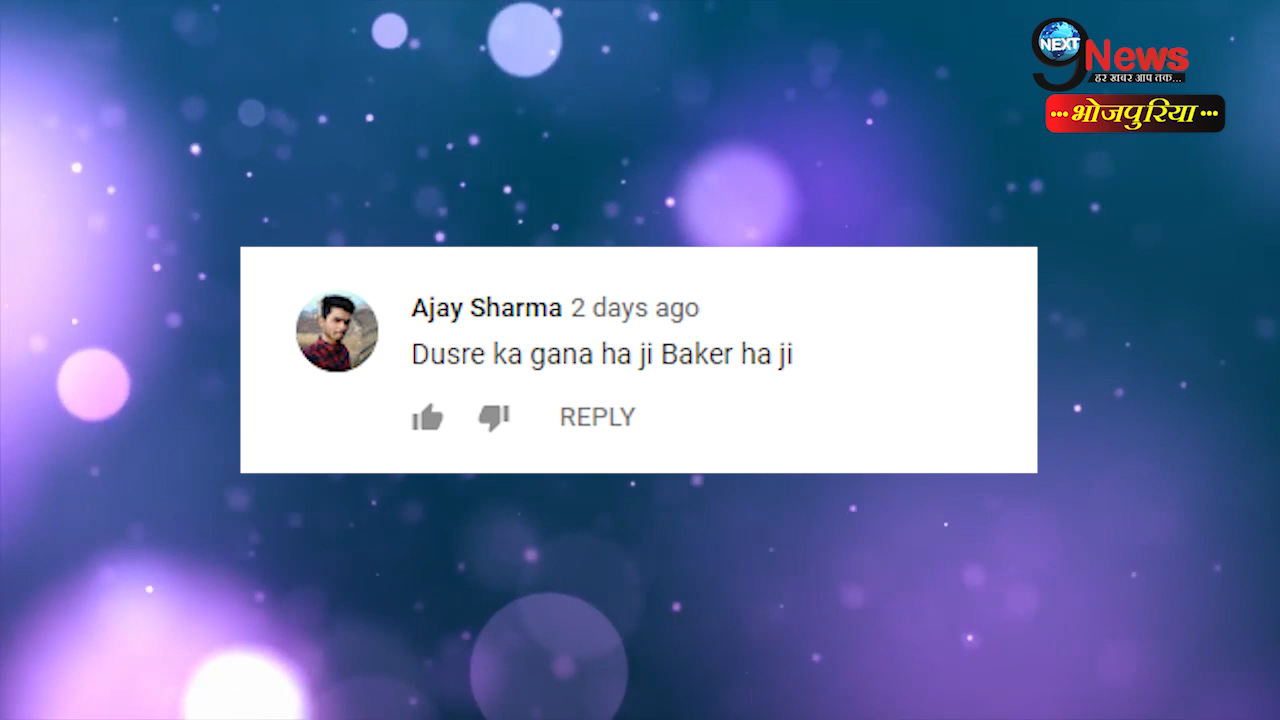 NEXT
9 News
हर खबर आप तक...
...भोजपुरिया...
Ajay Sharma 2 days ago
Dusre ka gana ha ji Baker ha ji
REPLY